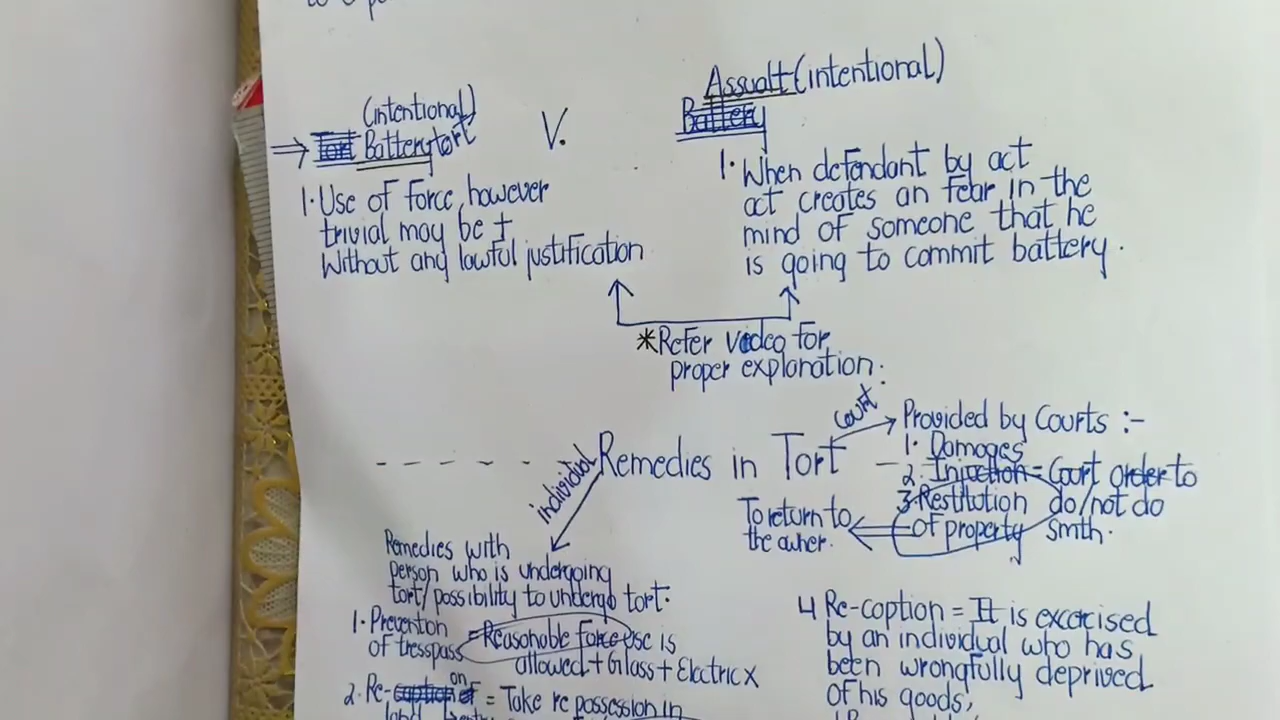 (intentional)
→ Tort Battery tort
V.
1. Use of force, however
trivial may be +
Without any lawful justification
Assualt (intentional)
Battery
1. When defendant by act
act creates an fear in the
mind of someone that he
is going to commit battery.
*Refer video for
proper explanation.
Remedies in Tort
Court
Provided by Courts :-
1. Damages
2. Injection = Court order to
do/not do
smth.
3. Restitution
of property
To return to
the owner.
individual
Remedies with
person who is undergoing
tort/possibility to undergo tort.
1. Prevention
of tresspass
= Reasonable Force use is
allowed + Glass + Electric x
2. Re-
on
= Take re possession in
land
4 Re-caption = It is exercised
by an individual who has
been wrongfully deprived
of his goods,